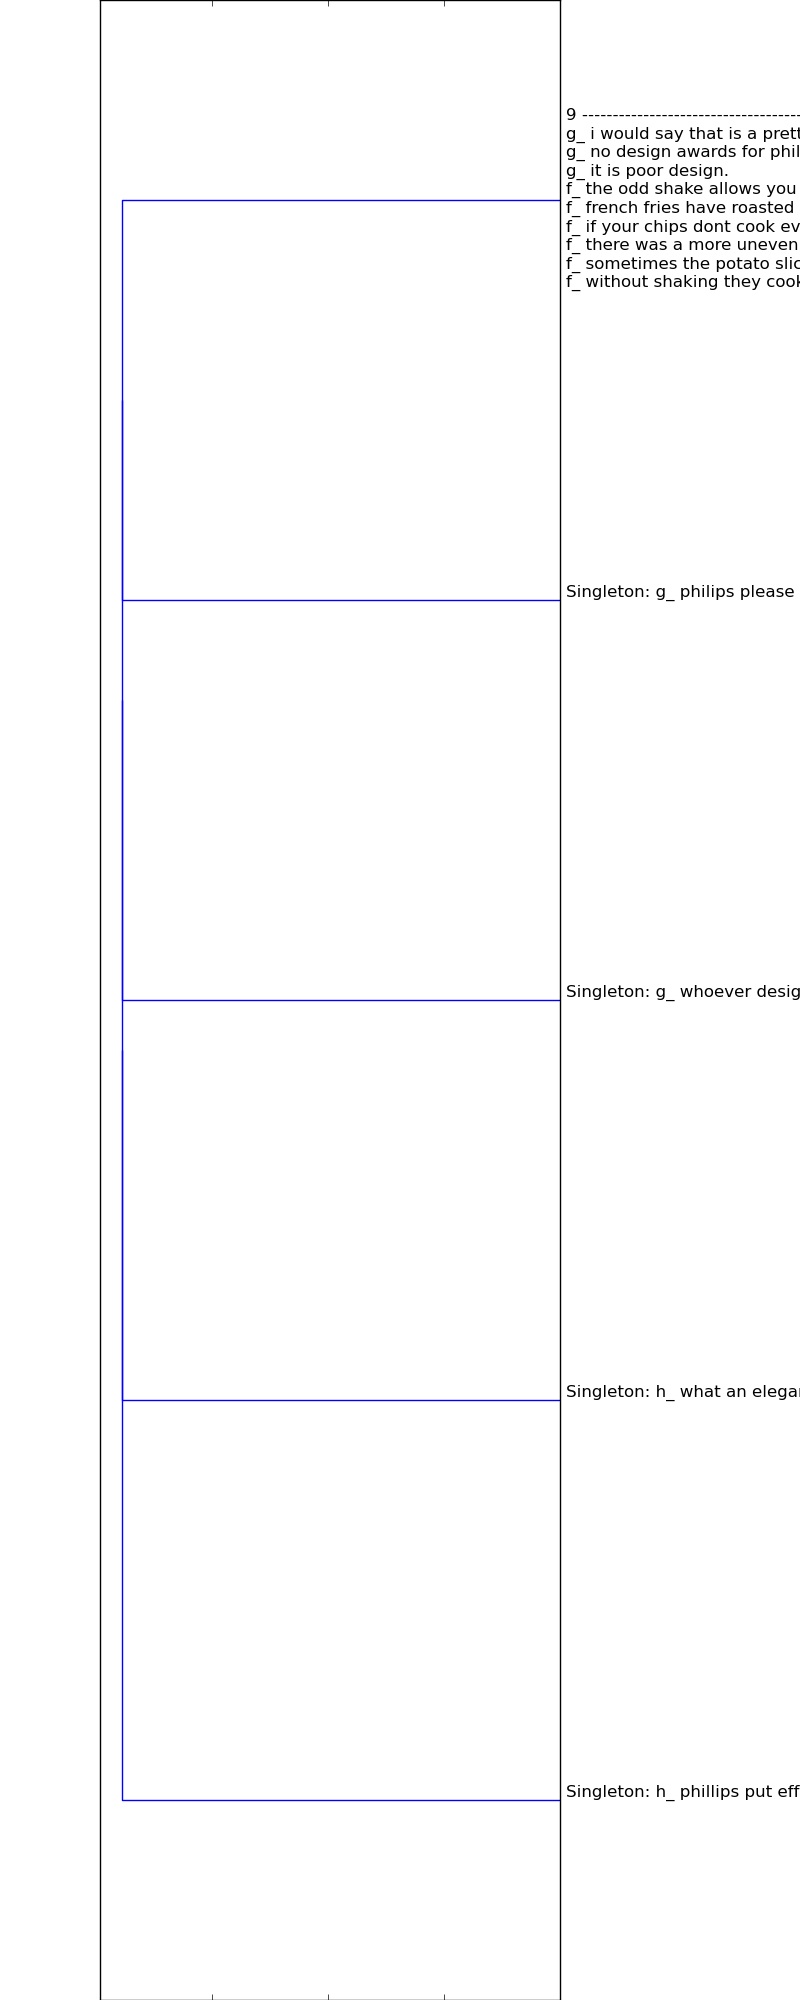 9 -----------------------------------
g_ i would say that is a prett
g_ no design awards for phil
g_ it is poor design.
f_ the odd shake allows you
f_ french fries have roasted
f_ if your chips dont cook ev
f_ there was a more uneven
f_ sometimes the potato slic
f_ without shaking they cook
Singleton: g_ philips please
Singleton: g_ whoever desig
Singleton: h_ what an elegan
Singleton: h_ phillips put eff